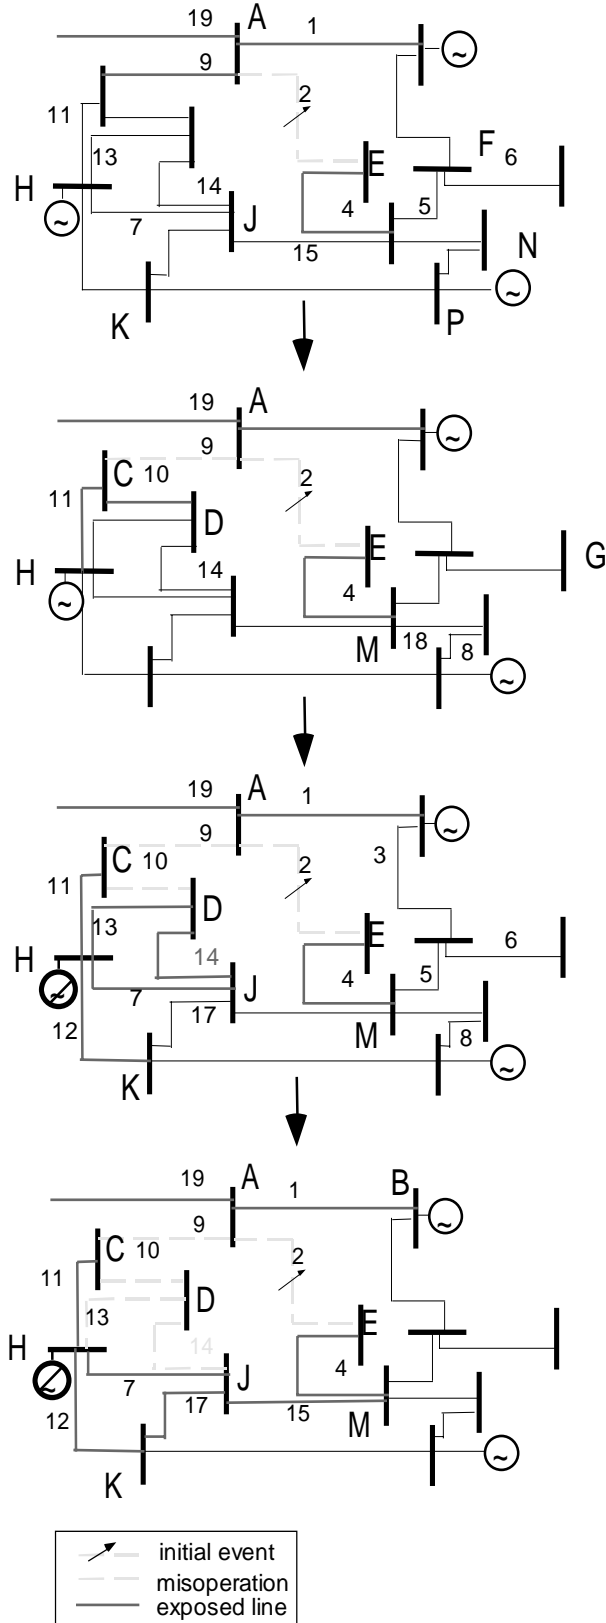 19 A 1
9
2
11
13 E F 6
H 14
4 5
7 J 15 N
K P
19 A
9
C 10 2
11
D
H E G
14
4
M 18 8
19 A 1
9 3
C 10 2
11
D
13 E
H 14 6
4 5
7 J
12 17 M 8
K
19 A 1 B
9
C 10 2
11
D
13 E
H 14
7 J 4
12 17 15 M
K
initial event
misoperation
exposed line